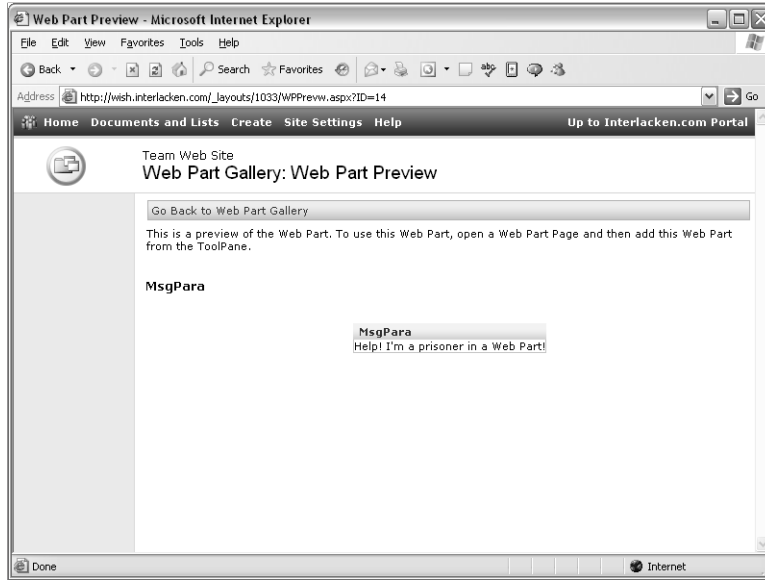 Web Part Preview - Microsoft Internet Explorer
File Edit View Favorites Tools Help
Back Search Favorites
Address http://wish.interlacken.com/_layouts/1033/WPPrevw.aspx?ID=14 Go
Home Documents and Lists Create Site Settings Help Up to Interlacken.com Portal
Team Web Site
Web Part Gallery: Web Part Preview
Go Back to Web Part Gallery
This is a preview of the Web Part. To use this Web Part, open a Web Part Page and then add this Web Part
from the ToolPane.
MsgPara
MsgPara
Help! I'm a prisoner in a Web Part!
Done Internet